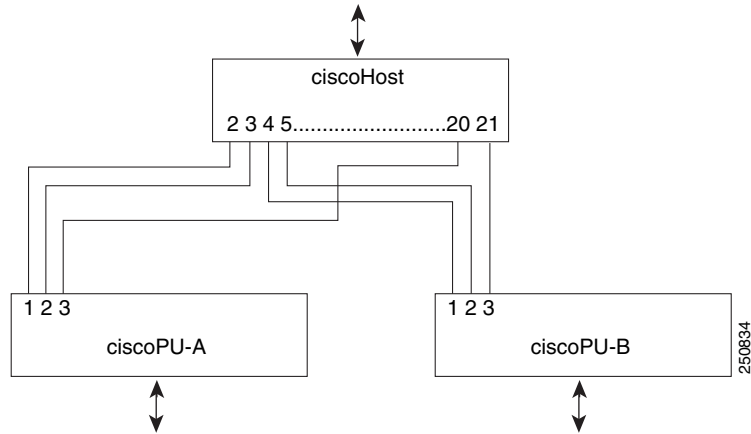 ciscoHost
2 3 4 5..........................20 21
1 2 3
1 2 3
ciscoPU-A
ciscoPU-B
250834